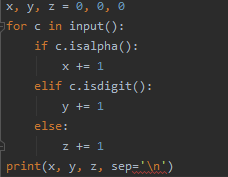 x, y, z = 0, 0, 0
for c in input():
    if c.isalpha():
        x += 1
    elif c.isdigit():
        y += 1
    else:
        z += 1
print(x, y, z, sep='\n')